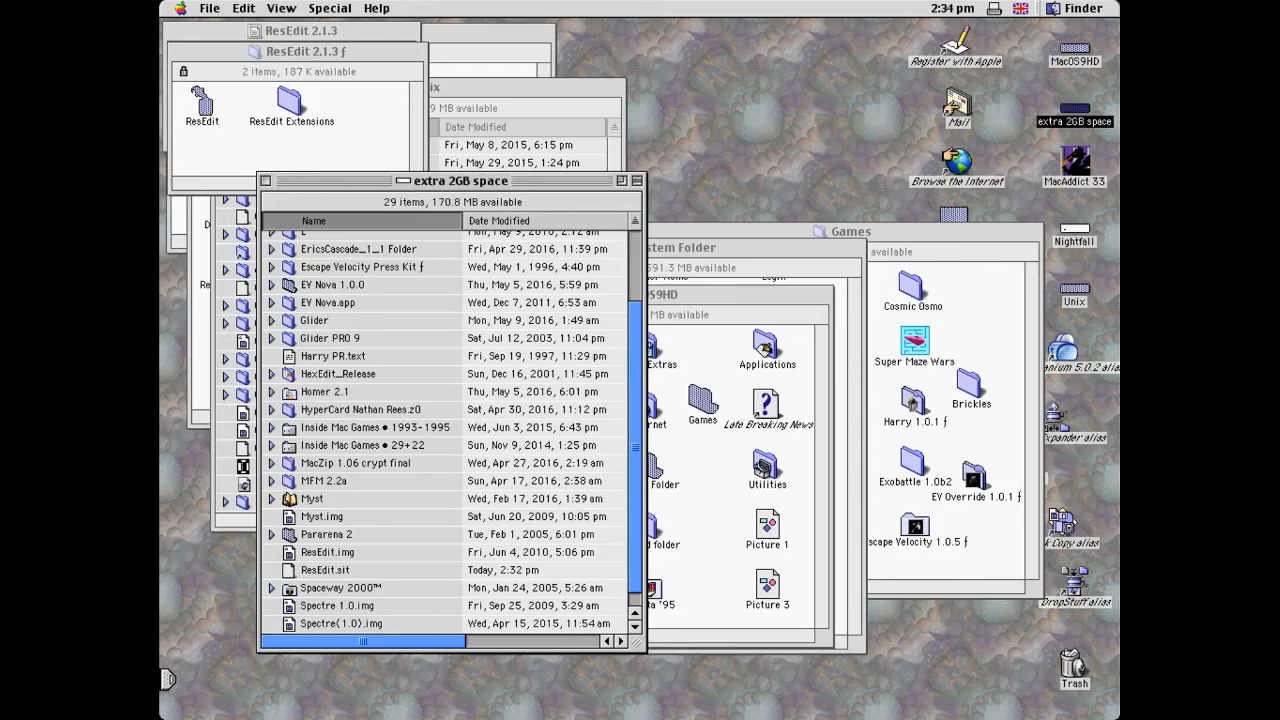 File Edit View Special Help
2:34 pm Finder
ResEdit 2.1.3
ResEdit 2.1.3 ƒ
2 items, 187 K available
ResEdit
ResEdit Extensions
MB available
Date Modified
Fri, May 8, 2015, 6:15 pm
Fri, May 29, 2015, 1:24 pm
extra 2GB space
29 items, 170.8 MB available
Name Date Modified
EricsCascade_1_1 Folder Fri, Apr 29, 2016, 11:39 pm
Escape Velocity Press Kit ƒ Wed, May 1, 1996, 4:40 pm
EV Nova 1.0.0 Thu, May 5, 2016, 5:59 pm
EV Nova.app Wed, Dec 7, 2011, 6:53 am
Glider Mon, May 9, 2016, 1:49 am
Glider PRO 9 Sat, Jul 12, 2003, 11:04 pm
Harry PR.text Fri, Sep 19, 1997, 11:29 pm
HexEdit_Release Sun, Dec 16, 2001, 11:45 pm
Homer 2.1 Thu, May 5, 2016, 6:01 pm
HyperCard Nathan Rees.z0 Sat, Apr 30, 2016, 11:12 pm
Inside Mac Games • 1993-1995 Wed, Jun 3, 2015, 6:43 pm
Inside Mac Games • 29+22 Sun, Nov 9, 2014, 1:25 pm
MacZip 1.06 crypt final Wed, Apr 27, 2016, 2:19 am
MFM 2.2a Sun, Apr 17, 2016, 2:38 am
Myst Wed, Feb 17, 2016, 1:39 am
Myst.img Sat, Jun 20, 2009, 10:05 pm
Pararena 2 Tue, Feb 1, 2005, 6:01 pm
ResEdit.img Fri, Jun 4, 2010, 5:06 pm
ResEdit.sit Today, 2:32 pm
Spaceway 2000™ Mon, Jan 24, 2005, 5:26 am
Spectre 1.0.img Fri, Sep 25, 2009, 3:29 am
Spectre(1.0).img Wed, Apr 15, 2015, 11:54 am
stem Folder
591.3 MB available
OS9HD
MB available
Extras
Applications
Games
Late Breaking News
Folder
Utilities
d folder
Picture 1
ta '95
Picture 3
Games
available
Cosmic Osmo
Super Maze Wars
Brickles
Harry 1.0.1 ƒ
Exobattle 1.0b2
EV Override 1.0.1 ƒ
scape Velocity 1.0.5 ƒ
Register with Apple
MacOS9HD
Mail
extra 2GB space
Browse the Internet
MacAddict 33
Nightfall
Unix
anium 5.0.2 alia
xpander alias
k Copy alias
DropStuff alias
Trash